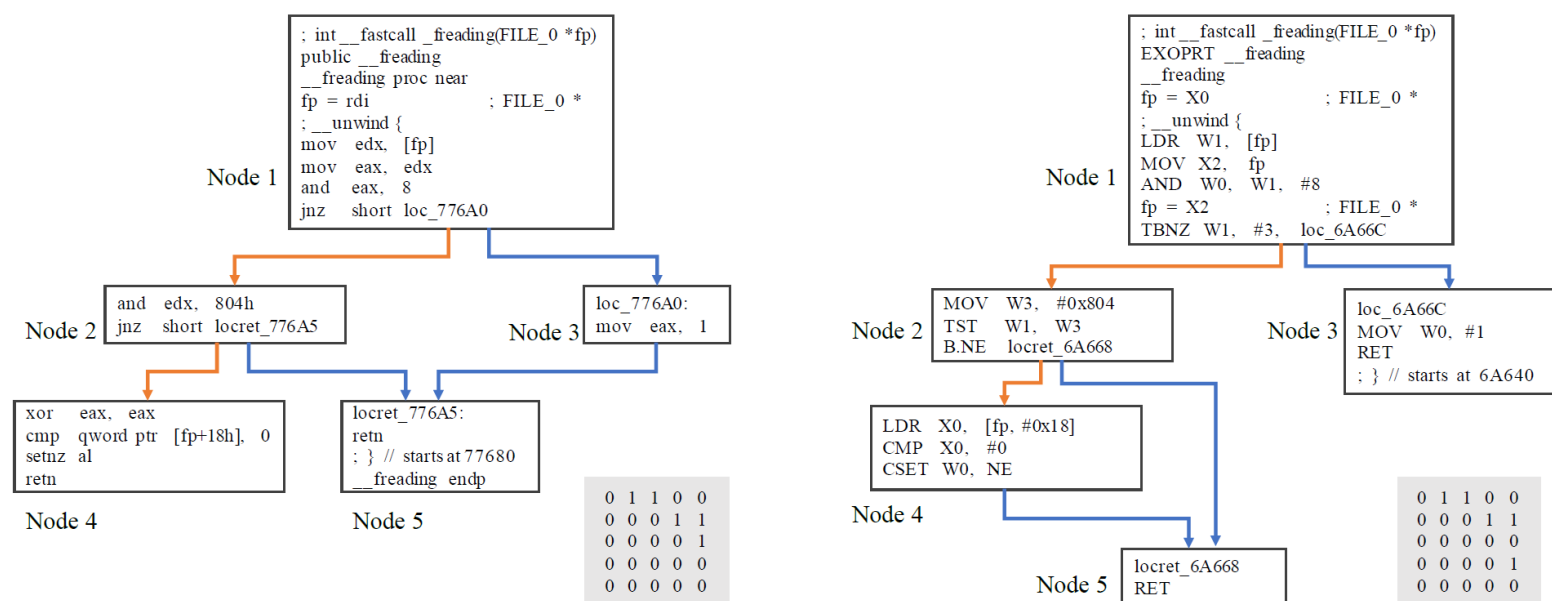 ; int__fastcall _freading(FILE_0 *fp)
public __freading
__freading proc near
fp = rdi ; FILE_0 *
; __unwind {
mov edx, [fp]
mov eax, edx
and eax, 8
jnz short loc_776A0
Node 1
and edx, 804h
jnz short locret_776A5
Node 2
loc_776A0:
mov eax, 1
Node 3
xor eax, eax
cmp qword ptr [fp+18h], 0
setnz al
retn
Node 4
locret_776A5:
retn
; } // starts at 77680
__freading endp
Node 5
0 1 1 0 0
0 0 0 1 1
0 0 0 0 1
0 0 0 0 0
0 0 0 0 0
; int__fastcall _freading(FILE_0 *fp)
EXOPRT __freading
__freading
fp = X0 ; FILE_0 *
; __unwind {
LDR W1, [fp]
MOV X2, fp
AND W0, W1, #8
fp = X2 ; FILE_0 *
TBNZ W1, #3, loc_6A66C
Node 1
MOV W3, #0x804
TST W1, W3
B.NE locret_6A668
Node 2
loc_6A66C
MOV W0, #1
RET
; } // starts at 6A640
Node 3
LDR X0, [fp, #0x18]
CMP X0, #0
CSET W0, NE
Node 4
locret_6A668
RET
Node 5
0 1 1 0 0
0 0 0 1 1
0 0 0 0 0
0 0 0 0 1
0 0 0 0 0